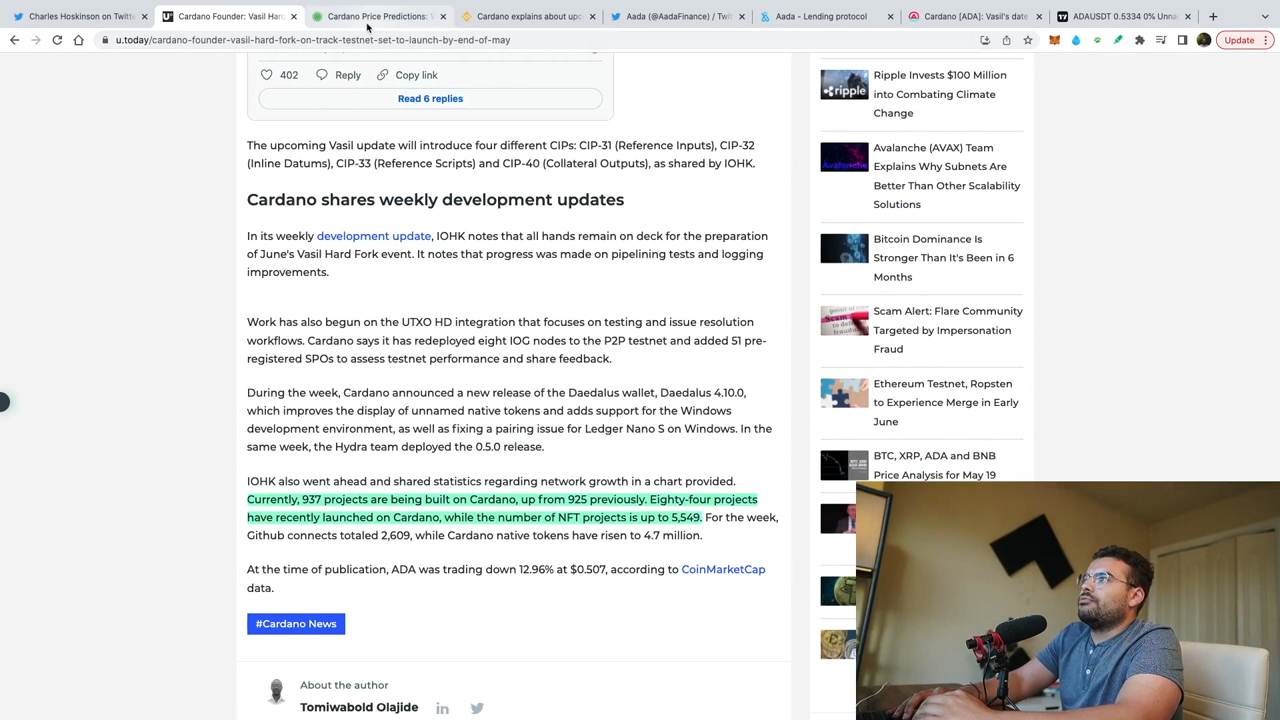 Charles Hoskinson on Twitte
Cardano Founder: Vasil Hard
Cardano Price Predictions: V
Cardano explains about upc
Aada (@AadaFinance) / Twit
Aada - Lending protocol
Cardano [ADA]: Vasil's date
ADAUSDT 0.5334 0% Unna
u.today/cardano-founder-vasil-hard-fork-on-track-testnet-set-to-launch-by-end-of-may
Update
402 Reply Copy link
Read 6 replies
The upcoming Vasil update will introduce four different CIPs: CIP-31 (Reference Inputs), CIP-32
(Inline Datums), CIP-33 (Reference Scripts) and CIP-40 (Collateral Outputs), as shared by IOHK.
Cardano shares weekly development updates
In its weekly development update, IOHK notes that all hands remain on deck for the preparation
of June's Vasil Hard Fork event. It notes that progress was made on pipelining tests and logging
improvements.
Work has also begun on the UTXO HD integration that focuses on testing and issue resolution
workflows. Cardano says it has redeployed eight IOG nodes to the P2P testnet and added 51 pre-
registered SPOs to assess testnet performance and share feedback.
During the week, Cardano announced a new release of the Daedalus wallet, Daedalus 4.10.0,
which improves the display of unnamed native tokens and adds support for the Windows
development environment, as well as fixing a pairing issue for Ledger Nano S on Windows. In the
same week, the Hydra team deployed the 0.5.0 release.
IOHK also went ahead and shared statistics regarding network growth in a chart provided.
Currently, 937 projects are being built on Cardano, up from 925 previously. Eighty-four projects
have recently launched on Cardano, while the number of NFT projects is up to 5,549. For the week,
Github connects totaled 2,609, while Cardano native tokens have risen to 4.7 million.
At the time of publication, ADA was trading down 12.96% at $0.507, according to CoinMarketCap
data.
#Cardano News
About the author
Tomiwabold Olajide
ripple
Ripple Invests $100 Million
into Combating Climate
Change
Avalanche
Avalanche (AVAX) Team
Explains Why Subnets Are
Better Than Other Scalability
Solutions
Bitcoin Dominance Is
Stronger Than It's Been in 6
Months
Scam Alert: Flare Community
Targeted by Impersonation
Fraud
Ethereum Testnet, Ropsten
to Experience Merge in Early
June
BTC, XRP, ADA and BNB
Price Analysis for May 19